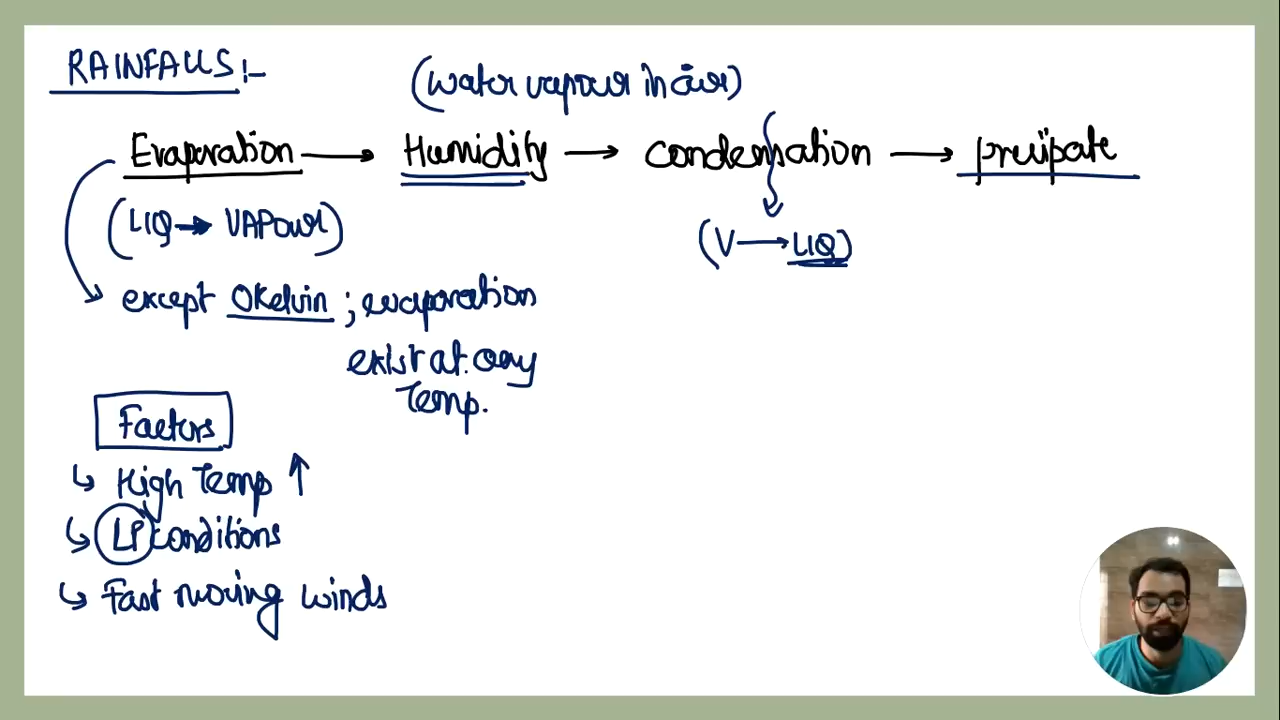 RAINFALLS:-
(water vapour in air)
Evaporation → Humidity → condensation → precipate
(LIQ → VAPOUR)
(V → LIQ)
except 0Kelvin ; evaporation
exist at any
Temp.
Factors
↳ High Temp ↑
↳ LP conditions
↳ Fast moving winds